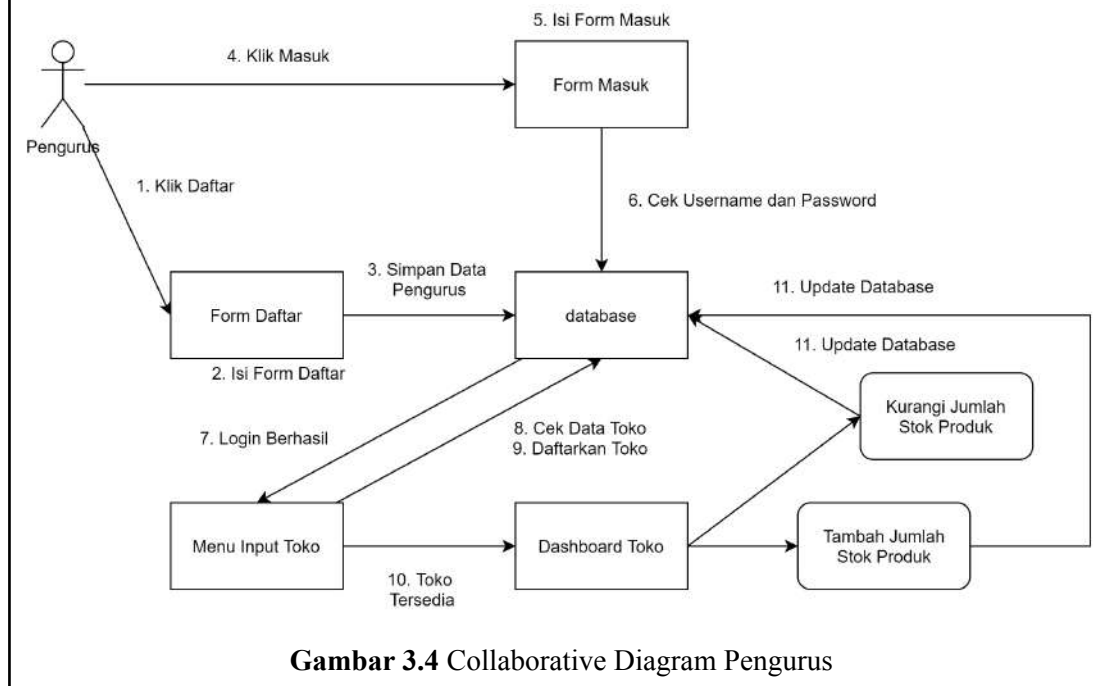 5. Isi Form Masuk
4. Klik Masuk
Form Masuk
Pengurus
1. Klik Daftar
6. Cek Username dan Password
3. Simpan Data
Pengurus
11. Update Database
Form Daftar
database
11. Update Database
2. Isi Form Daftar
Kurangi Jumlah
Stok Produk
7. Login Berhasil
8. Cek Data Toko
9. Daftarkan Toko
Menu Input Toko
Dashboard Toko
Tambah Jumlah
Stok Produk
10. Toko
Tersedia
Gambar 3.4 Collaborative Diagram Pengurus